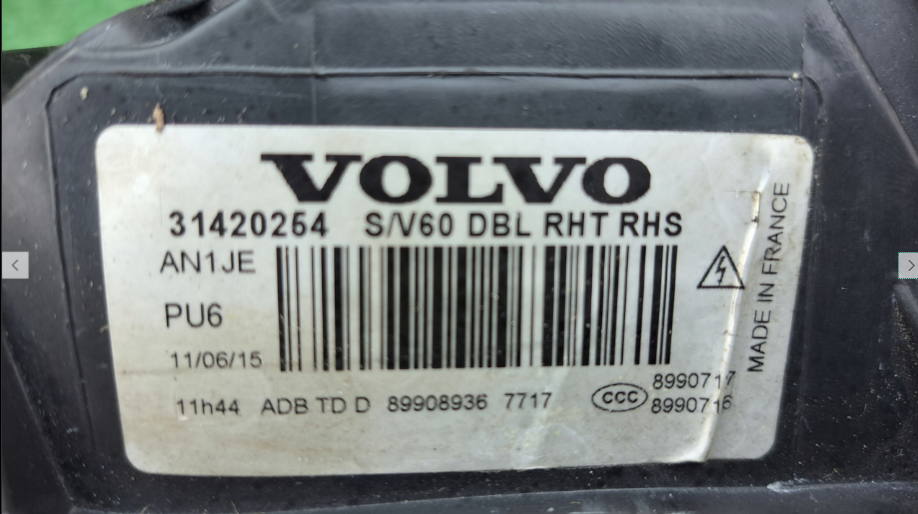 VOLVO
31420254 S/V60 DBL RHT RHS
AN1JE
PU6
11/06/15
11h44 ADB TD D 89908936 7717
CCC
8990717
8990716
MADE IN FRANCE